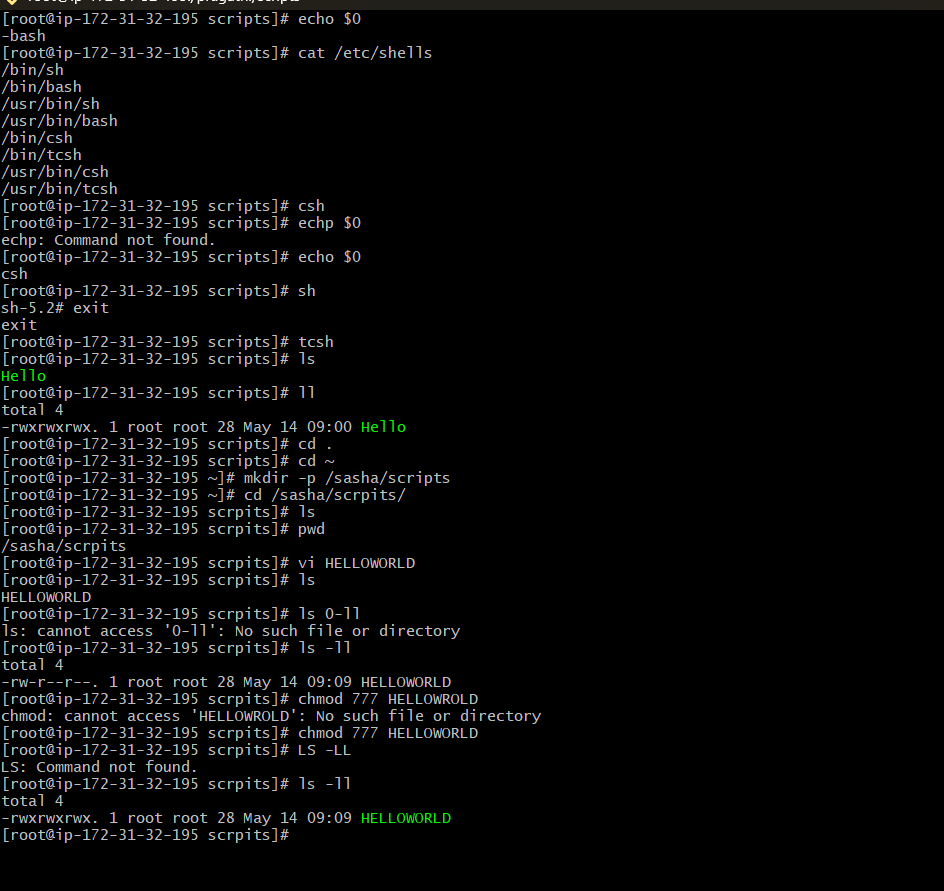 [root@ip-172-31-32-195 scripts]# echo $0
-bash
[root@ip-172-31-32-195 scripts]# cat /etc/shells
/bin/sh
/bin/bash
/usr/bin/sh
/usr/bin/bash
/bin/csh
/bin/tcsh
/usr/bin/csh
/usr/bin/tcsh
[root@ip-172-31-32-195 scripts]# csh
[root@ip-172-31-32-195 scripts]# echp $0
echp: Command not found.
[root@ip-172-31-32-195 scripts]# echo $0
csh
[root@ip-172-31-32-195 scripts]# sh
sh-5.2# exit
exit
[root@ip-172-31-32-195 scripts]# tcsh
[root@ip-172-31-32-195 scripts]# ls
Hello
[root@ip-172-31-32-195 scripts]# ll
total 4
-rwxrwxrwx. 1 root root 28 May 14 09:00 Hello
[root@ip-172-31-32-195 scripts]# cd .
[root@ip-172-31-32-195 scripts]# cd ~
[root@ip-172-31-32-195 ~]# mkdir -p /sasha/scripts
[root@ip-172-31-32-195 ~]# cd /sasha/scrpits/
[root@ip-172-31-32-195 scrpits]# ls
[root@ip-172-31-32-195 scrpits]# pwd
/sasha/scrpits
[root@ip-172-31-32-195 scrpits]# vi HELLOWORLD
[root@ip-172-31-32-195 scrpits]# ls
HELLOWORLD
[root@ip-172-31-32-195 scrpits]# ls 0-ll
ls: cannot access '0-ll': No such file or directory
[root@ip-172-31-32-195 scrpits]# ls -ll
total 4
-rw-r--r--. 1 root root 28 May 14 09:09 HELLOWORLD
[root@ip-172-31-32-195 scrpits]# chmod 777 HELLOWROLD
chmod: cannot access 'HELLOWROLD': No such file or directory
[root@ip-172-31-32-195 scrpits]# chmod 777 HELLOWORLD
[root@ip-172-31-32-195 scrpits]# LS -LL
LS: Command not found.
[root@ip-172-31-32-195 scrpits]# ls -ll
total 4
-rwxrwxrwx. 1 root root 28 May 14 09:09 HELLOWORLD
[root@ip-172-31-32-195 scrpits]#